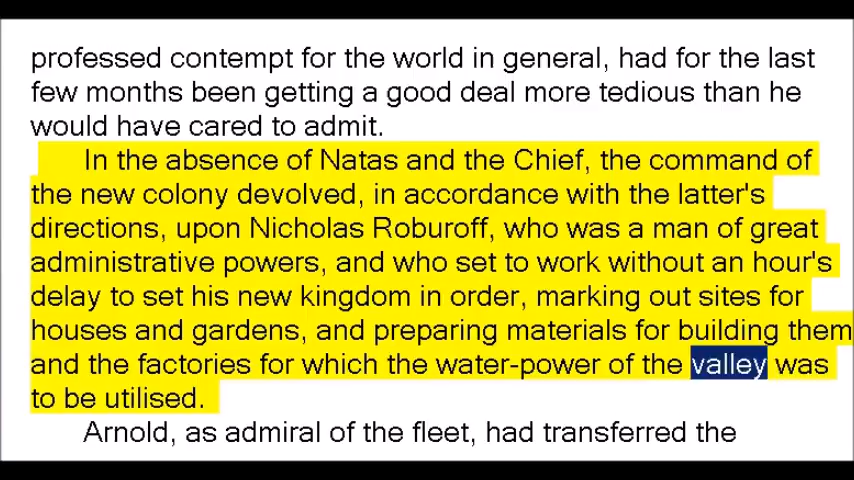 professed contempt for the world in general, had for the last
few months been getting a good deal more tedious than he
would have cared to admit.
In the absence of Natas and the Chief, the command of
the new colony devolved, in accordance with the latter's
directions, upon Nicholas Roburoff, who was a man of great
administrative powers, and who set to work without an hour's
delay to set his new kingdom in order, marking out sites for
houses and gardens, and preparing materials for building them
and the factories for which the water-power of the valley was
to be utilised.
Arnold, as admiral of the fleet, had transferred the